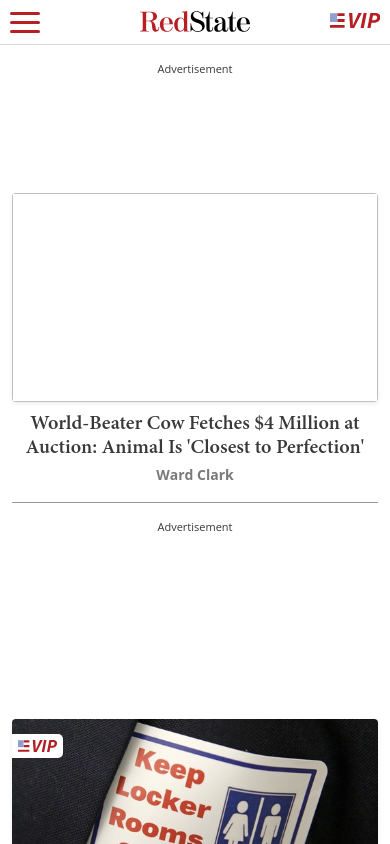 RedState
VIP
Advertisement
World-Beater Cow Fetches $4 Million at
Auction: Animal Is 'Closest to Perfection'
Ward Clark
Advertisement
VIP
Keep
Locker
Rooms